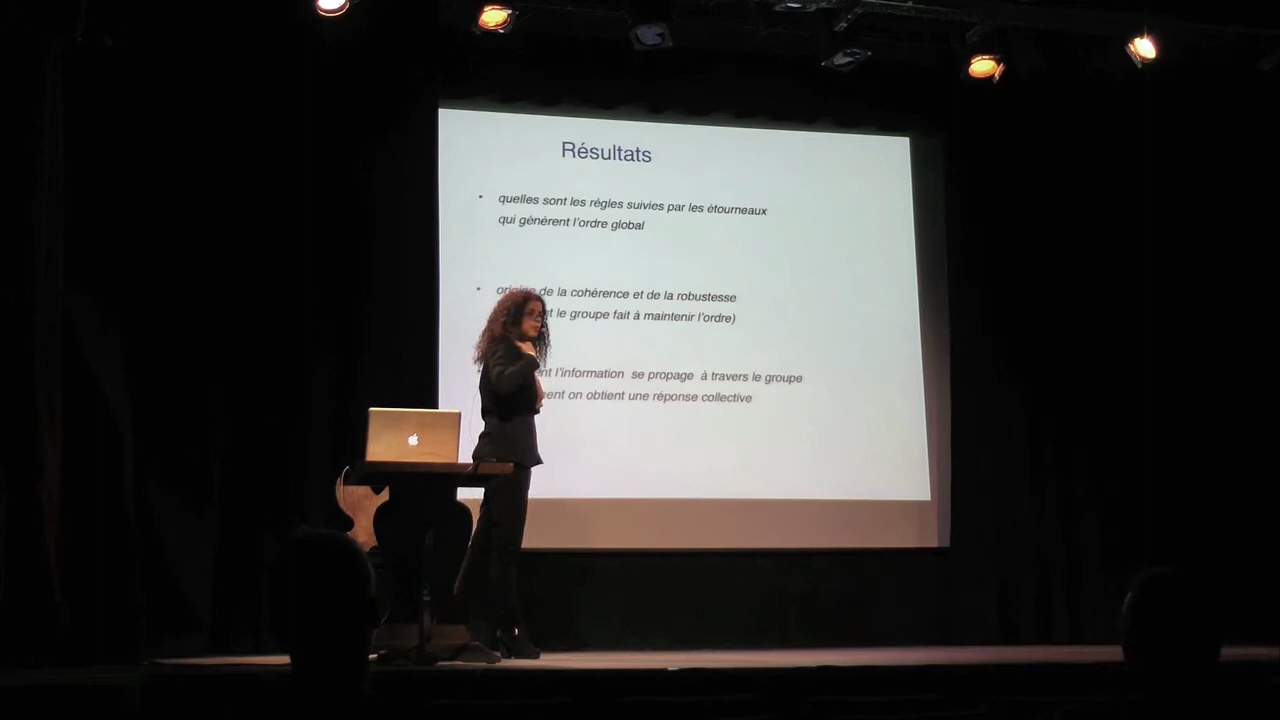 Résultats
• quelles sont les règles suivies par les étourneaux
qui génèrent l'ordre global
• origine de la cohérence et de la robustesse
le groupe fait à maintenir l'ordre)
l'information se propage à travers le groupe
on obtient une réponse collective